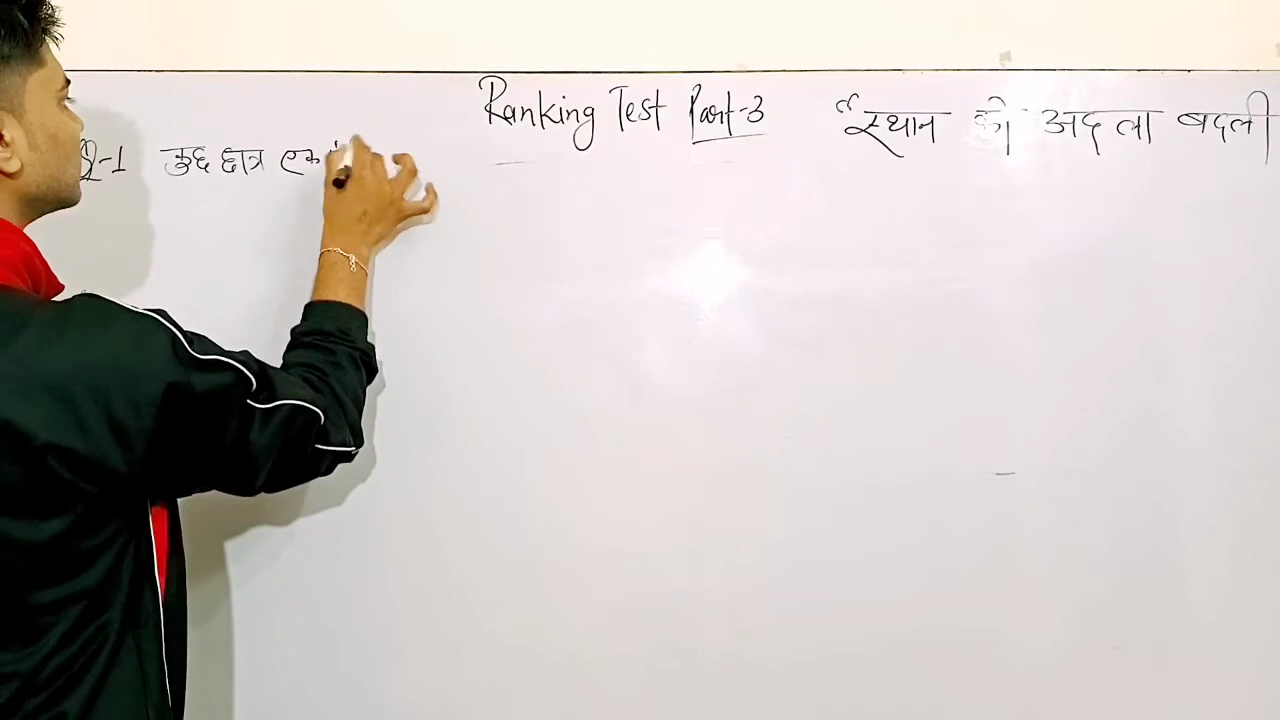 Ranking Test Part-3 “स्थान की अदला बदली
Q-1 कुछ छात्र एक